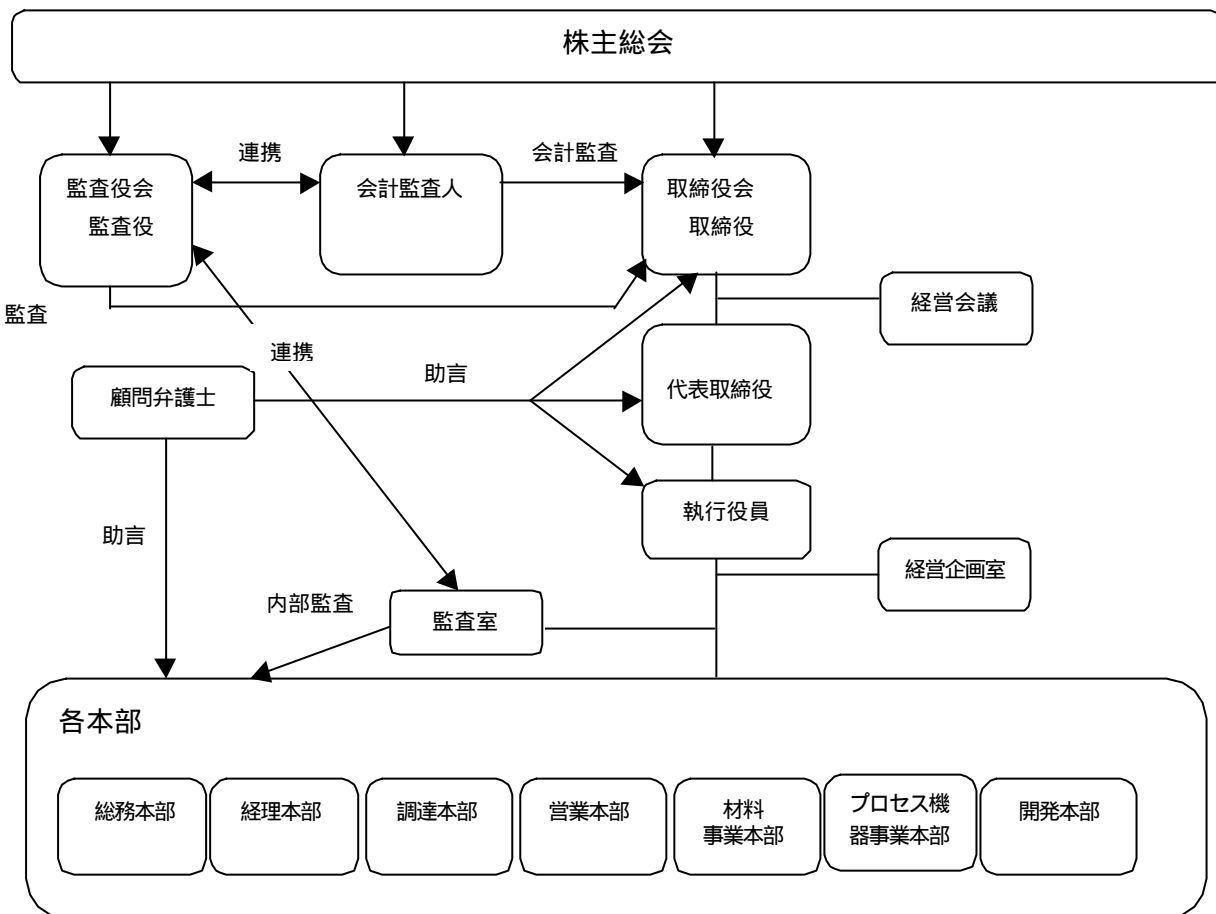 株主総会
連携
会計監査
監査役会
監査役
会計監査人
取締役会
取締役
監査
経営会議
連携
助言
顧問弁護士
代表取締役
執行役員
助言
経営企画室
内部監査
監査室
各本部
総務本部
経理本部
調達本部
営業本部
材料
事業本部
プロセス機
器事業本部
開発本部